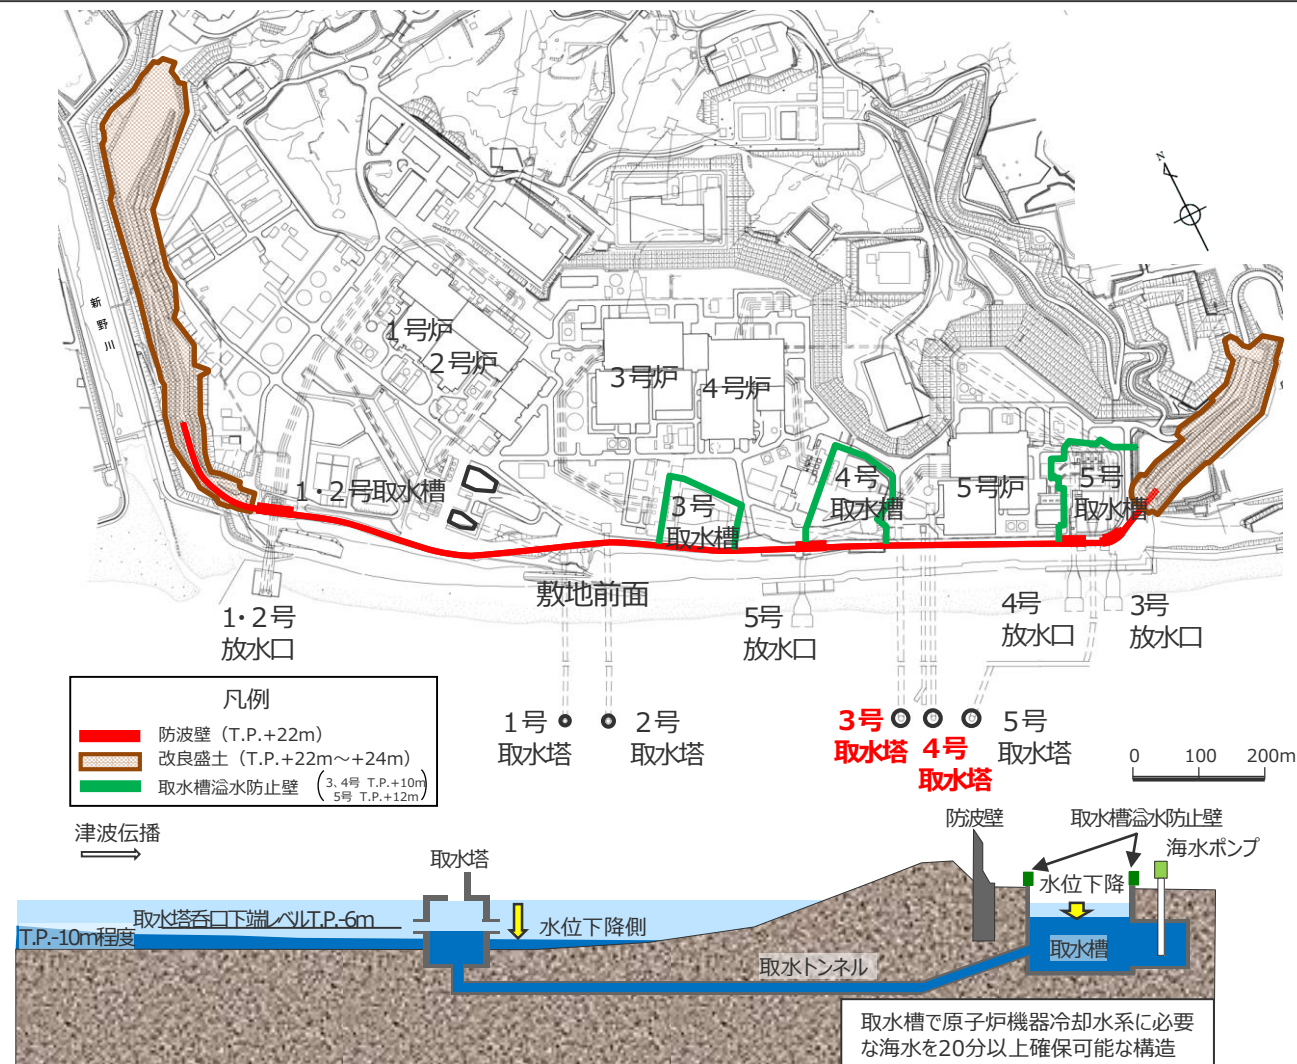 N
新野川
1号炉
2号炉
3号炉
4号炉
5号炉
1・2号取水槽
3号
取水槽
4号
取水槽
5号
取水槽
敷地前面
1・2号
放水口
5号
放水口
4号
放水口
3号
放水口
1号
取水塔
2号
取水塔
3号
取水塔
4号
取水塔
5号
取水塔
0 100 200m
凡例
防波壁（T.P.+22m）
改良盛土（T.P.+22m～+24m）
取水槽溢水防止壁
3、4号 T.P.+10m
5号 T.P.+12m
津波伝播
取水塔
防波壁
取水槽溢水防止壁
海水ポンプ
水位下降
取水塔呑口下端レベルT.P.-6m
水位下降側
T.P.-10m程度
取水槽
取水トンネル
取水槽で原子炉機器冷却水系に必要
な海水を20分以上確保可能な構造